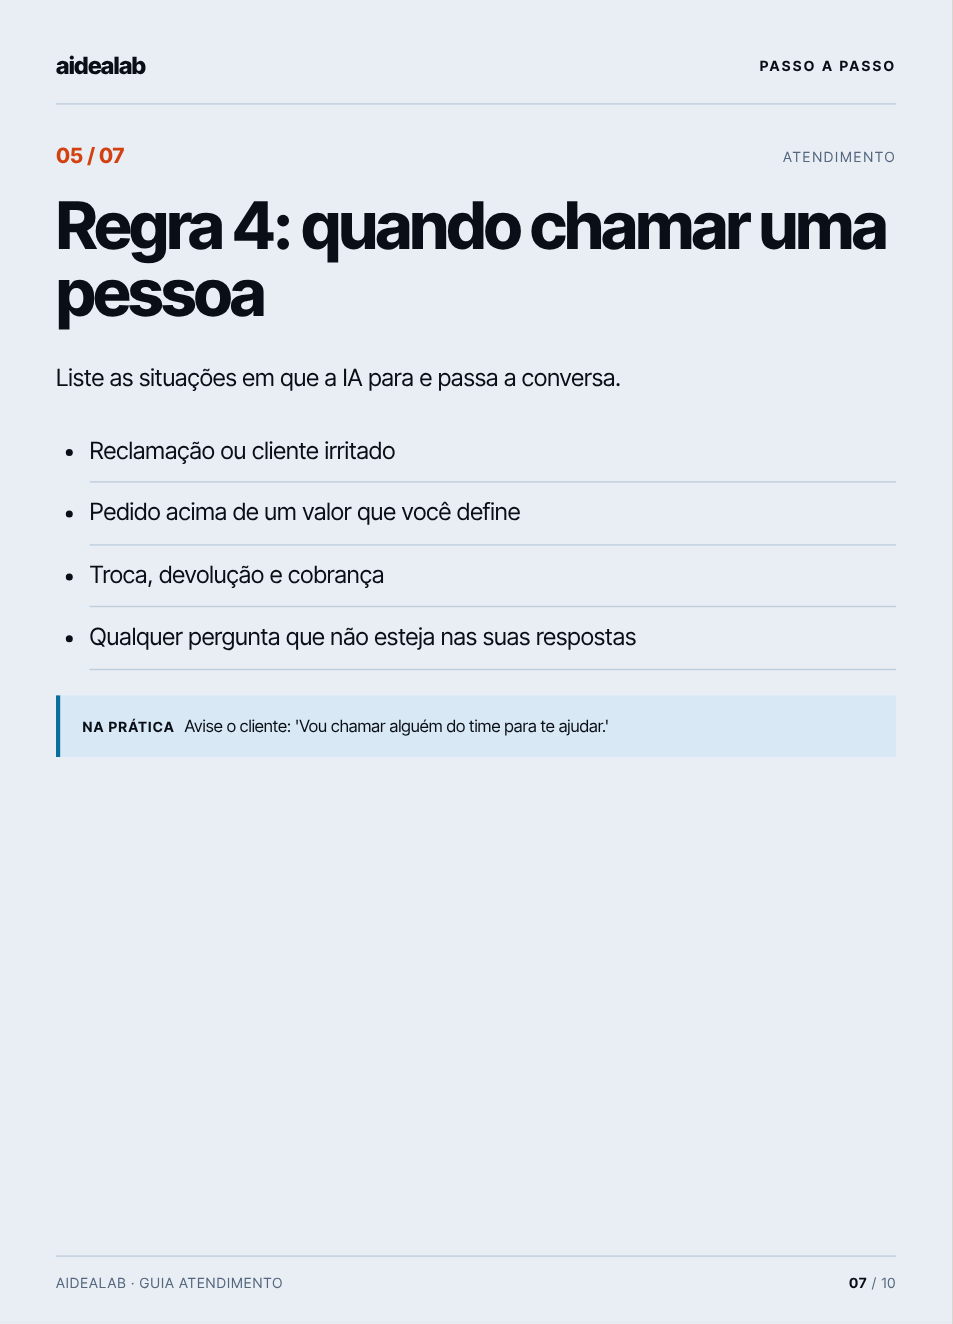 aidealab
PASSO A PASSO
05 / 07
ATENDIMENTO
Regra 4: quando chamar uma
pessoa
Liste as situações em que a IA para e passa a conversa.
• Reclamação ou cliente irritado
• Pedido acima de um valor que você define
• Troca, devolução e cobrança
• Qualquer pergunta que não esteja nas suas respostas
NA PRÁTICA Avise o cliente: 'Vou chamar alguém do time para te ajudar.'
AIDEALAB · GUIA ATENDIMENTO
07 / 10